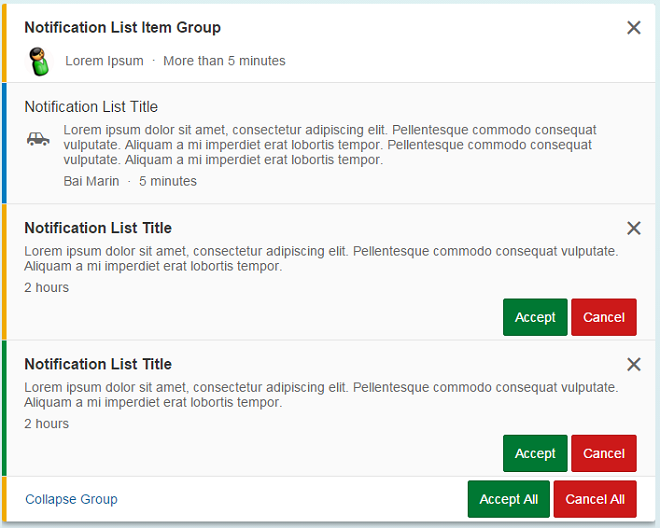 Notification List Item Group
Lorem Ipsum · More than 5 minutes
Notification List Title
Lorem ipsum dolor sit amet, consectetur adipiscing elit. Pellentesque commodo consequat
vulputate. Aliquam a mi imperdiet erat lobortis tempor. Pellentesque commodo consequat
vulputate. Aliquam a mi imperdiet erat lobortis tempor.
Bai Marin · 5 minutes
Notification List Title
Lorem ipsum dolor sit amet, consectetur adipiscing elit. Pellentesque commodo consequat vulputate.
Aliquam a mi imperdiet erat lobortis tempor.
2 hours
Accept Cancel
Notification List Title
Lorem ipsum dolor sit amet, consectetur adipiscing elit. Pellentesque commodo consequat vulputate.
Aliquam a mi imperdiet erat lobortis tempor.
2 hours
Accept Cancel
Collapse Group Accept All Cancel All